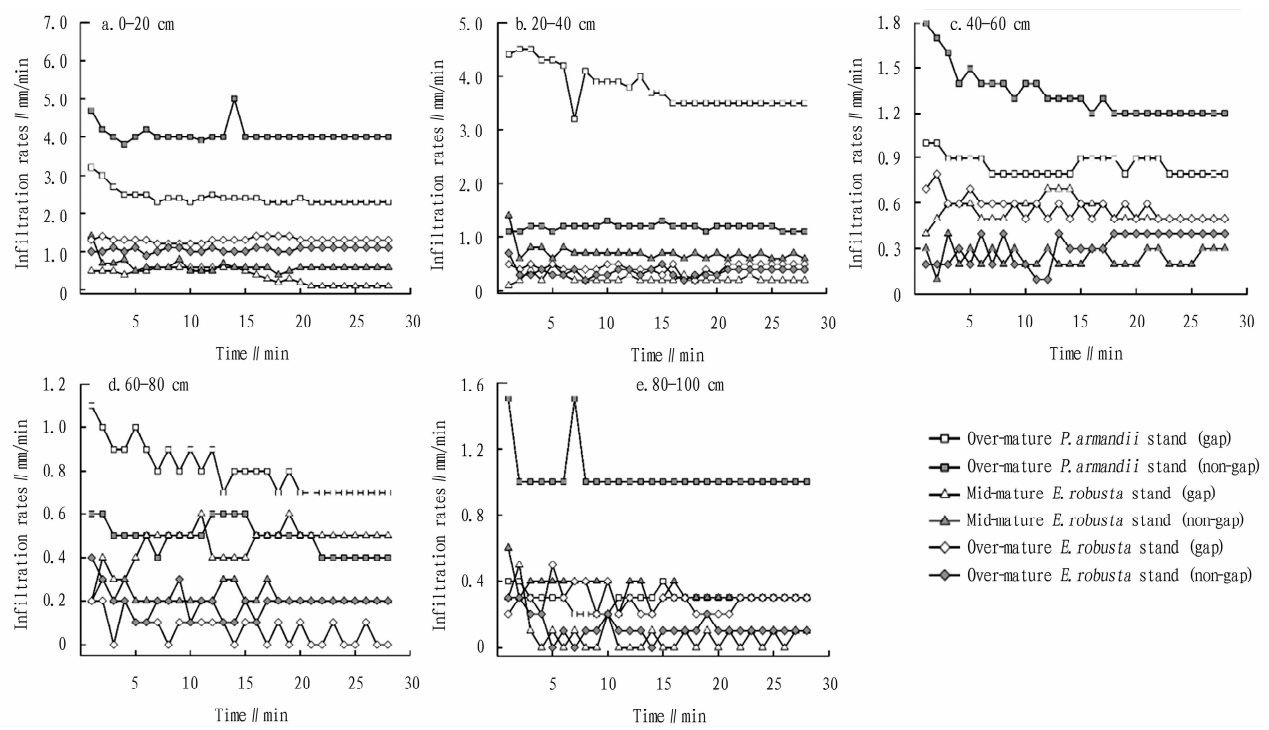 a.0-20 cm
7.0
6.0
5.0
4.0
3.0
2.0
1.0
0
Infiltration rates // mm/min
5 10 15 20 25 30
Time // min
b.20-40 cm
5.0
4.0
3.0
2.0
1.0
0
Infiltration rates // mm/min
5 10 15 20 25 30
Time // min
c.40-60 cm
1.8
1.5
1.2
0.9
0.6
0.3
0
Infiltration rates // mm/min
5 10 15 20 25 30
Time // min
d.60-80 cm
1.2
1.0
0.8
0.6
0.4
0.2
0
Infiltration rates // mm/min
5 10 15 20 25 30
Time // min
e.80-100 cm
1.6
1.2
0.8
0.4
0
Infiltration rates // mm/min
5 10 15 20 25 30
Time // min
Over-mature P.armandii stand (gap)
Over-mature P.armandii stand (non-gap)
Mid-mature E.robusta stand (gap)
Mid-mature E.robusta stand (non-gap)
Over-mature E.robusta stand (gap)
Over-mature E.robusta stand (non-gap)